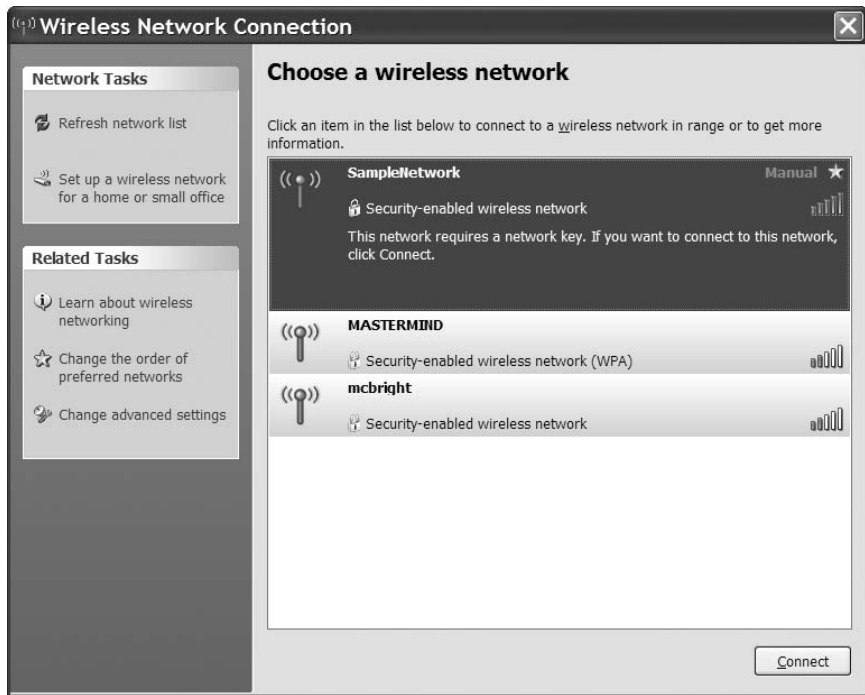 Wireless Network Connection
Network Tasks
Refresh network list
Set up a wireless network
for a home or small office
Related Tasks
Learn about wireless
networking
Change the order of
preferred networks
Change advanced settings
Choose a wireless network
Click an item in the list below to connect to a wireless network in range or to get more
information.
SampleNetwork
Manual
Security-enabled wireless network
This network requires a network key. If you want to connect to this network,
click Connect.
MASTERMIND
Security-enabled wireless network (WPA)
mcbright
Security-enabled wireless network
Connect